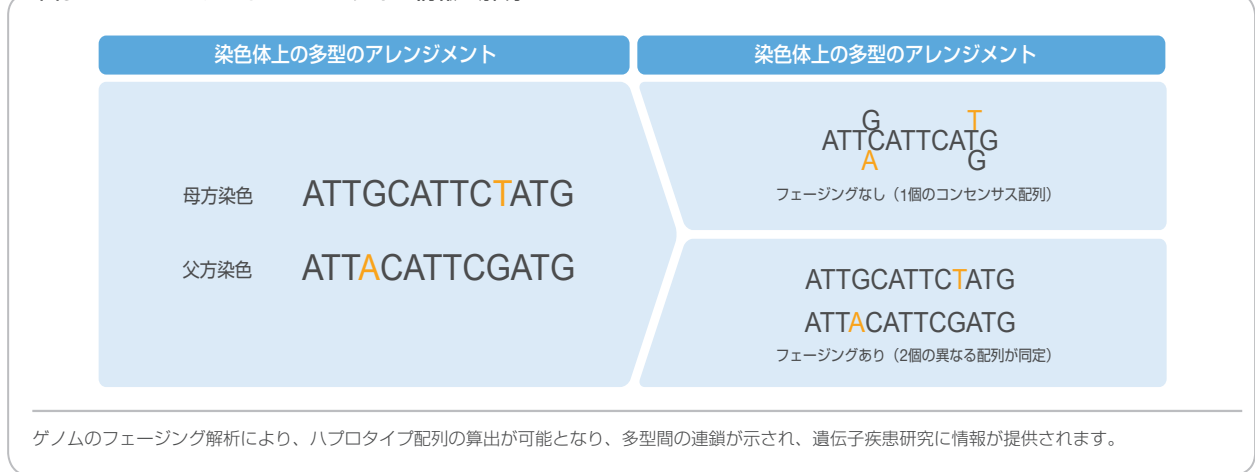 染色体上の多型のアレンジメント
染色体上の多型のアレンジメント
母方染色 ATTGCATTCTATG
父方染色 ATTACATTCGATG
G T
ATTCATTCATG
A G
フェージングなし(1個のコンセンサス配列)
ATTGCATTCTATG
ATTACATTCGATG
フェージングあり(2個の異なる配列が同定)
ゲノムのフェージング解析により、ハプロタイプ配列の算出が可能となり、多型間の連鎖が示され、遺伝子疾患研究に情報が提供されます。